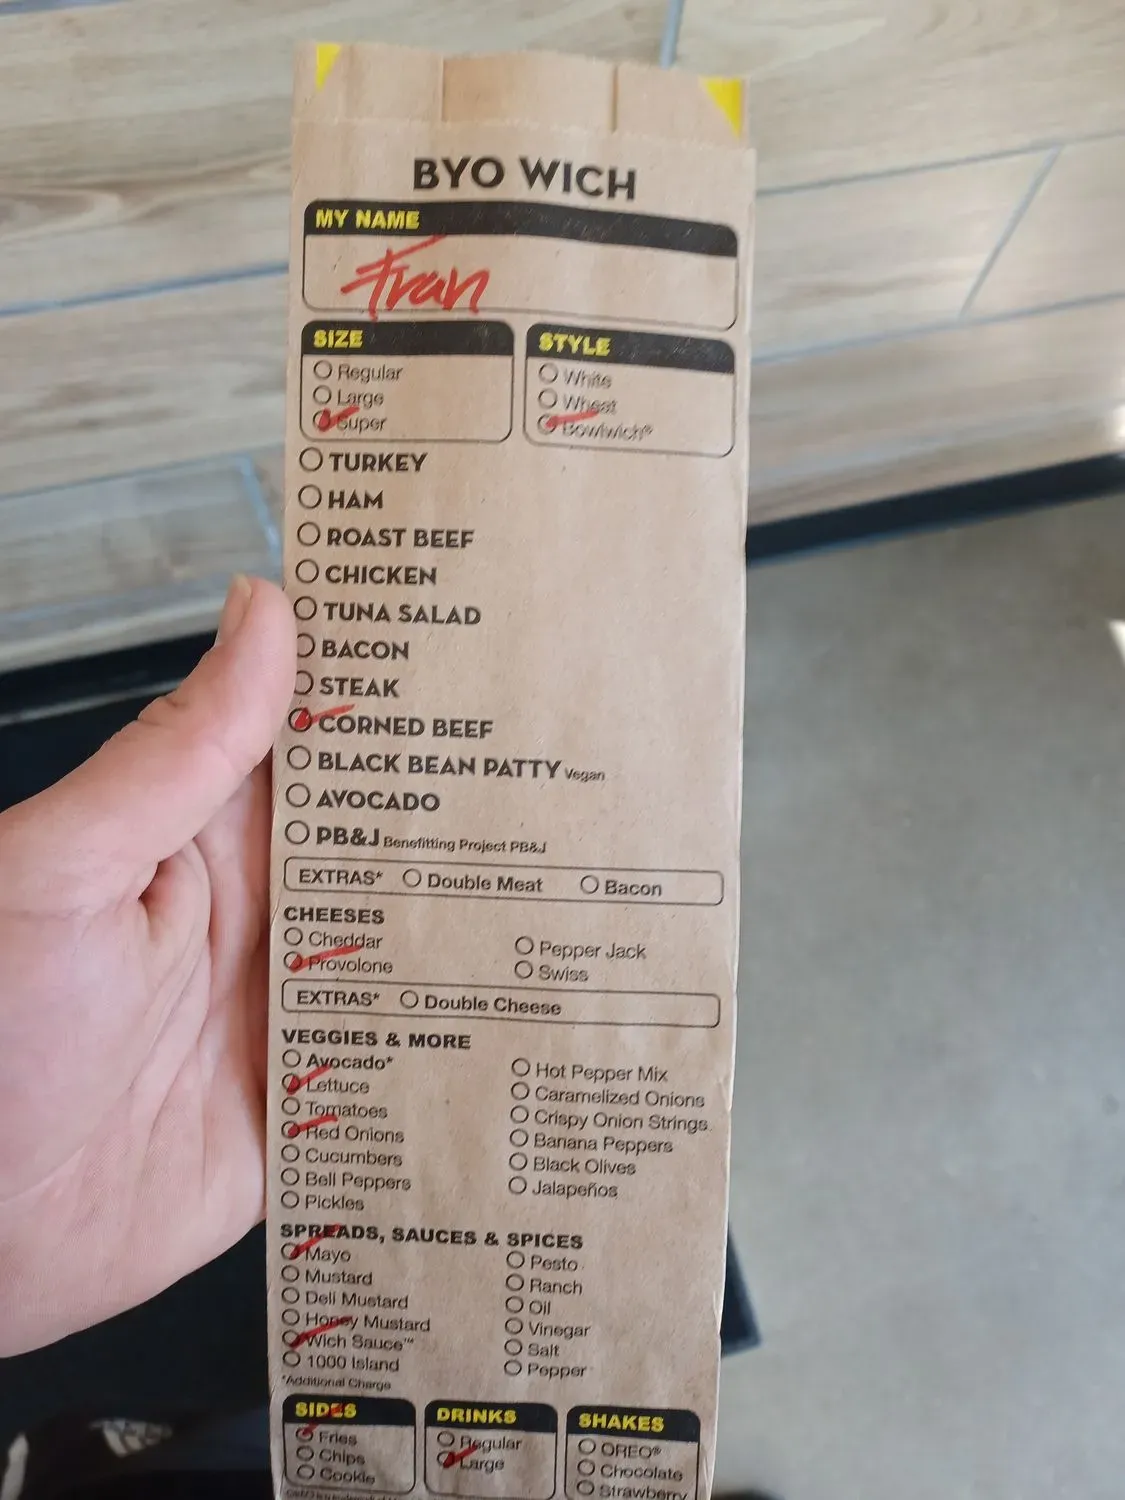 BYO WICH
MY NAME
Fran
SIZE
Regular
Large
Super
STYLE
White
Wheat
Bowlwich®
TURKEY
HAM
ROAST BEEF
CHICKEN
TUNA SALAD
BACON
STEAK
CORNED BEEF
BLACK BEAN PATTY Vegan
AVOCADO
PB&J Benefitting Project PB&J
EXTRAS* Double Meat Bacon
CHEESES
Cheddar
Provolone
Pepper Jack
Swiss
EXTRAS* Double Cheese
VEGGIES & MORE
Avocado*
Lettuce
Tomatoes
Red Onions
Cucumbers
Bell Peppers
Pickles
Hot Pepper Mix
Caramelized Onions
Crispy Onion Strings
Banana Peppers
Black Olives
Jalapeños
SPREADS, SAUCES & SPICES
Mayo
Mustard
Deli Mustard
Honey Mustard
Wich Sauce™
1000 Island
Pesto
Ranch
Oil
Vinegar
Salt
Pepper
*Additional Charge
SIDES
Fries
Chips
Cookie
DRINKS
Regular
Large
SHAKES
OREO®
Chocolate
Strawberry